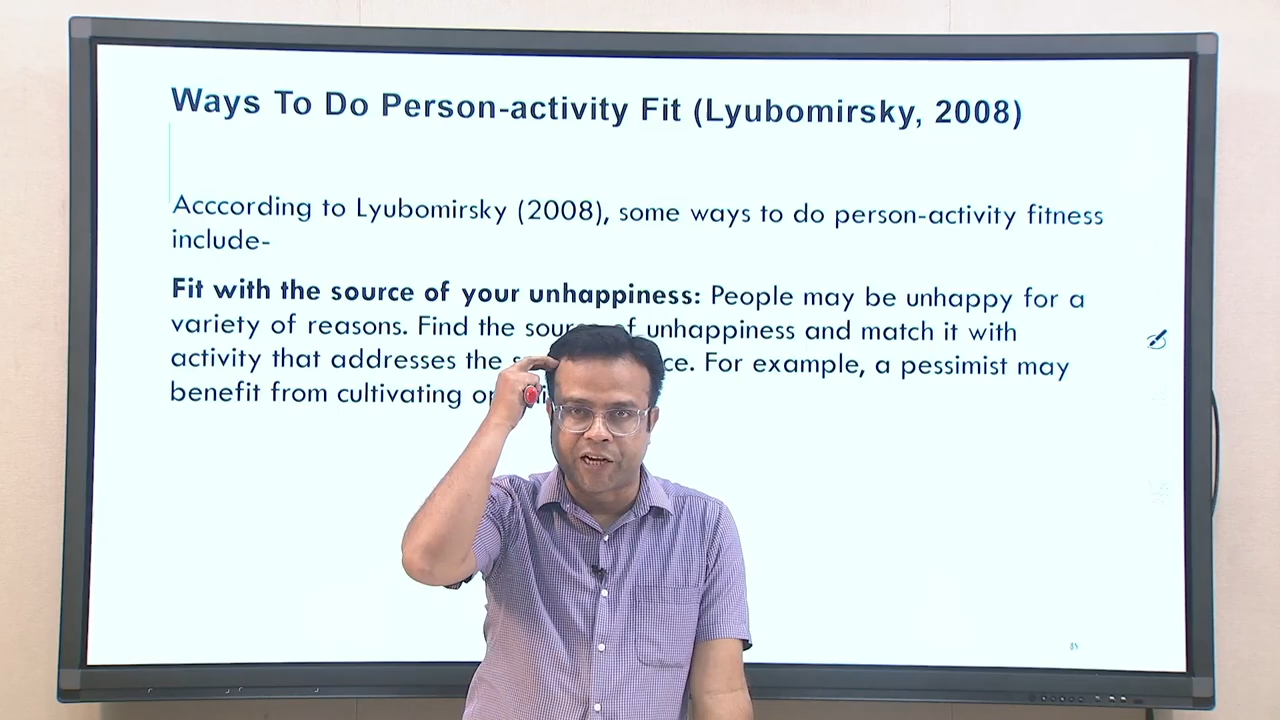 Ways To Do Person-activity Fit (Lyubomirsky, 2008)
Acccording to Lyubomirsky (2008), some ways to do person-activity fitness
include-
Fit with the source of your unhappiness: People may be unhappy for a
variety of reasons. Find the of unhappiness and match it with
activity that addresses the For example, a pessimist may
benefit from cultivating